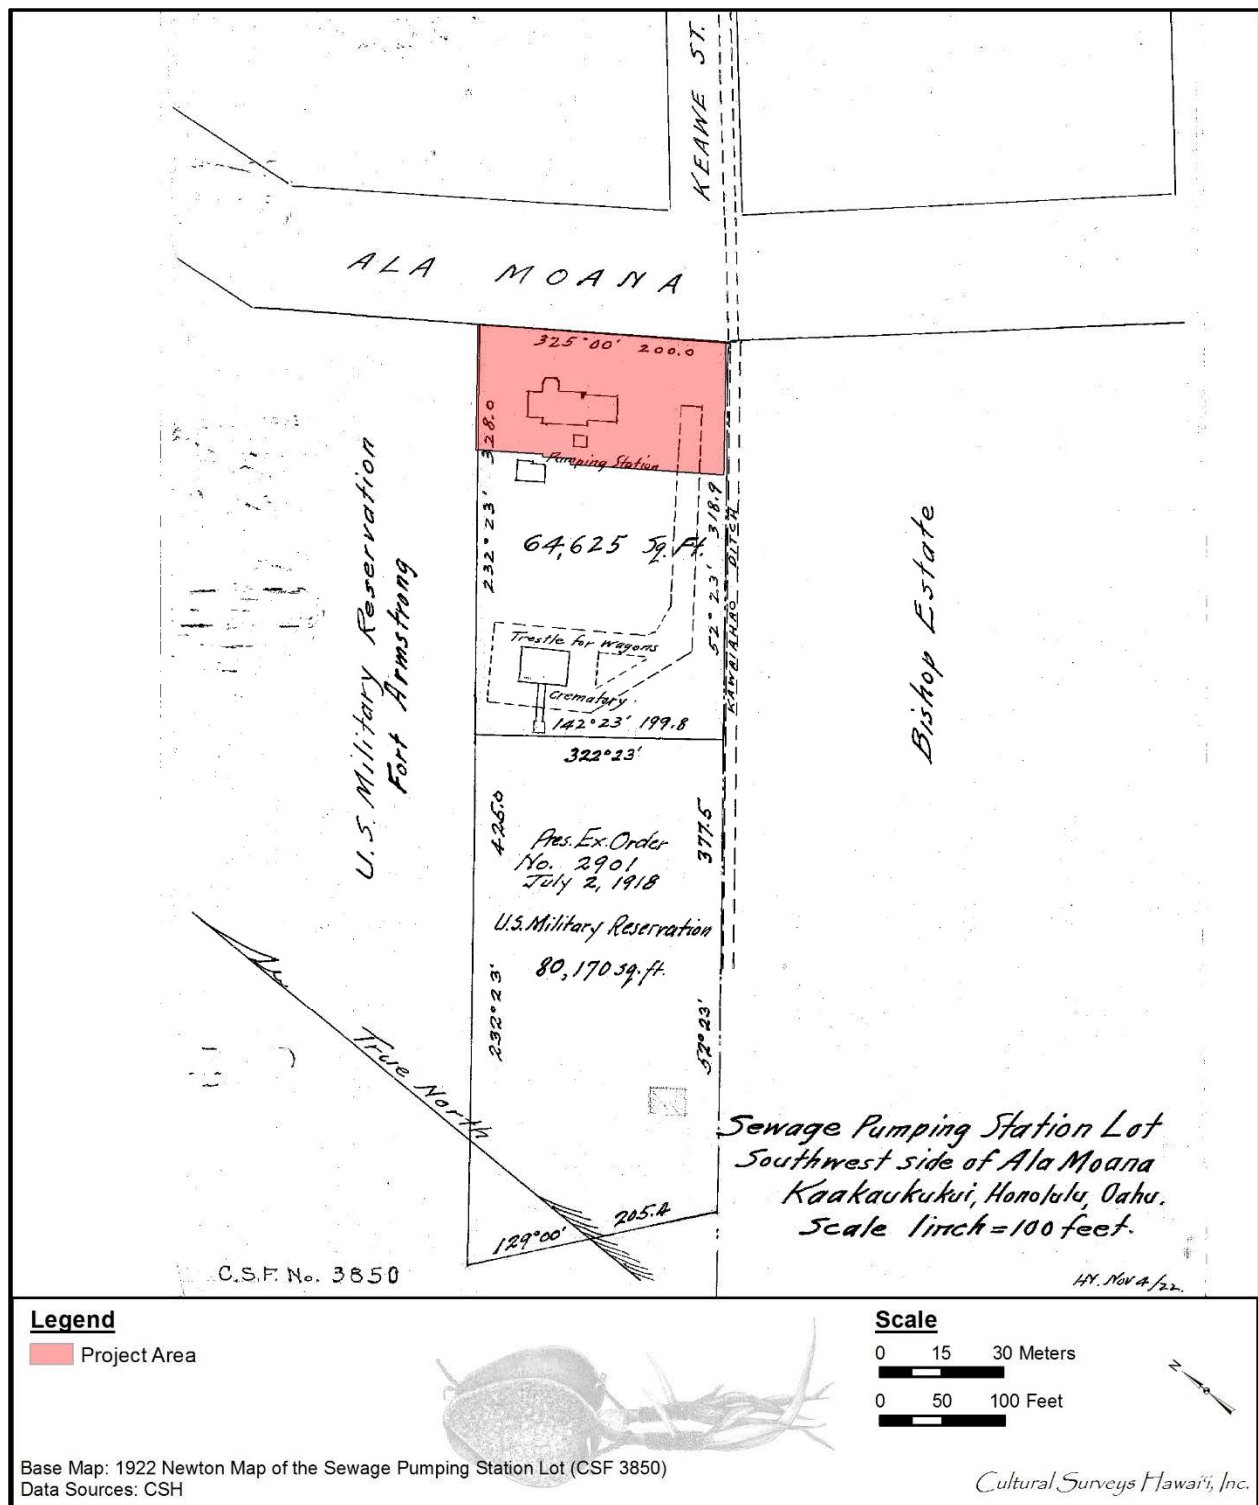 KEAWE ST.
ALA MOANA
325°00' 200.0
328.0
232°23'
Pumping Station
64,625 Sq. Ft.
318.9
52°23'
KAWAIAHAO DITCH
U.S. Military Reservation
Fort Armstrong
Bishop Estate
Trestle for Wagons
Crematory
142°23' 199.8
322°23'
425.0
377.5
Pres. Ex. Order
No. 2901
July 2, 1918
U.S. Military Reservation
80,170 sq. ft.
232°23'
52°23'
True North
129°00' 205.4
Sewage Pumping Station Lot
Southwest side of Ala Moana
Kaakaukukui, Honolulu, Oahu.
Scale 1inch=100 feet.
C.S.F. No. 3850
HY. Nov 4/22.
Legend
Project Area
Scale
0 15 30 Meters
0 50 100 Feet
N
Base Map: 1922 Newton Map of the Sewage Pumping Station Lot (CSF 3850)
Data Sources: CSH
Cultural Surveys Hawai‘i, Inc.